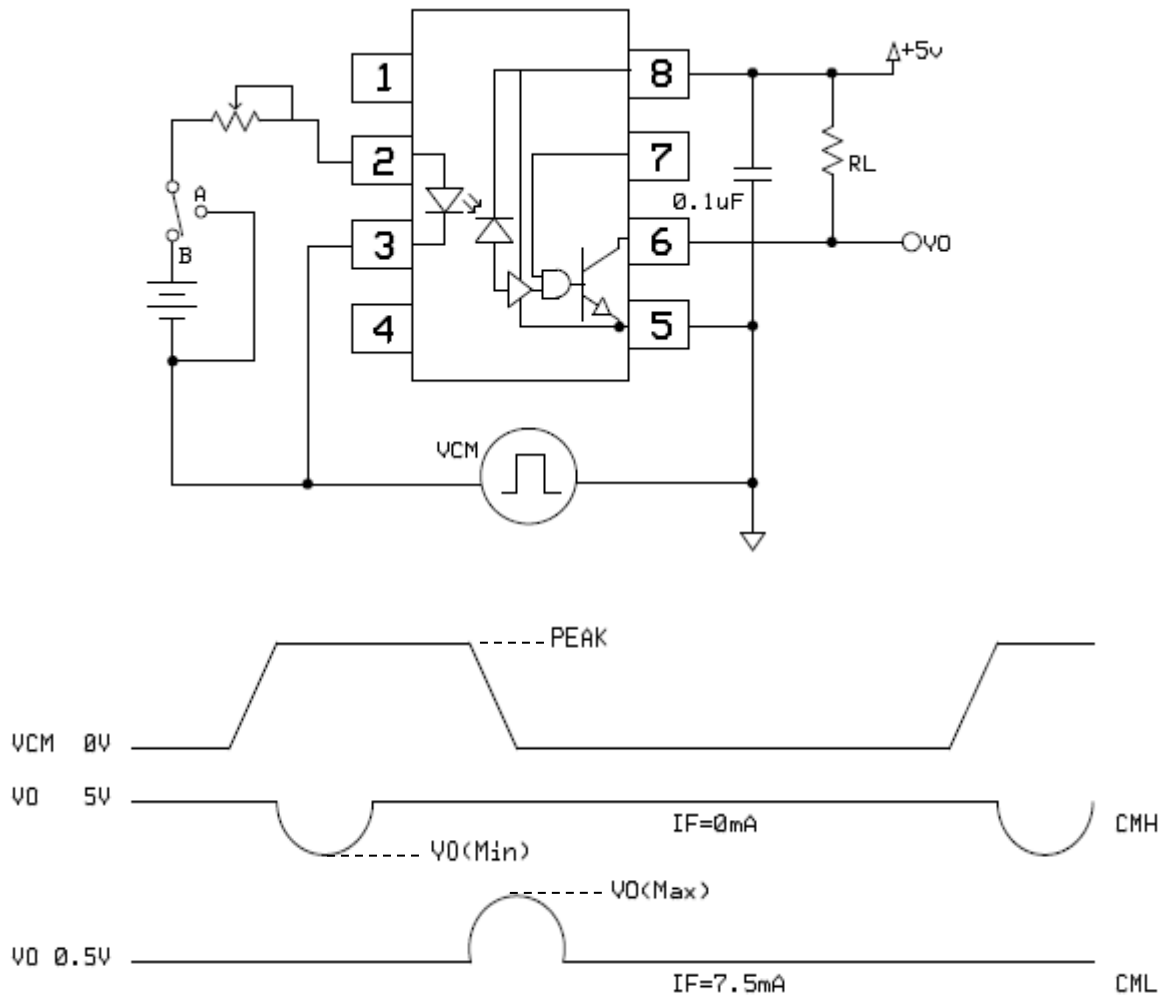 1
8
+5v
2
7
RL
A
0.1uF
3
6
VO
B
4
5
VCM
PEAK
VCM 0V
VO 5V
IF=0mA
CMH
VO(Min)
VO(Max)
VO 0.5V
IF=7.5mA
CML